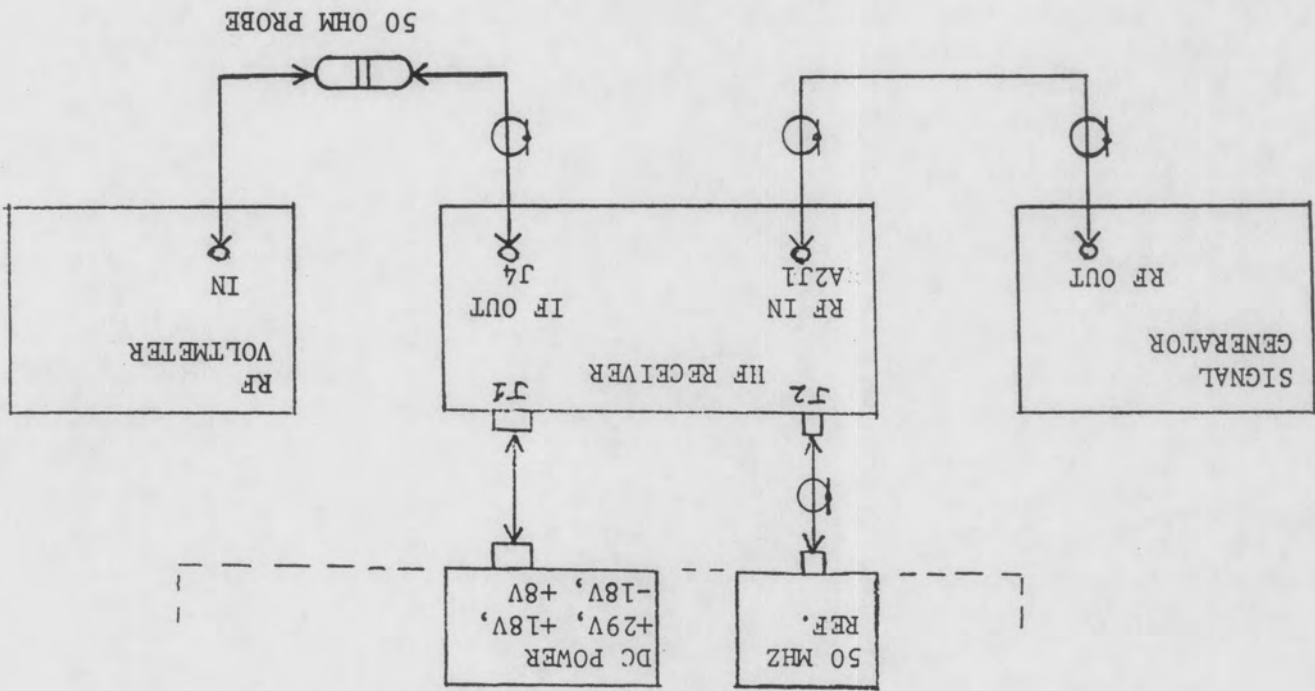 50 MHZ
REF.
DC POWER
+29V, +18V,
-18V, +8V
J2
J1
SIGNAL
GENERATOR
RF OUT
HF RECEIVER
RF IN
A2J1
IF OUT
J4
RF
VOLTMETER
IN
50 OHM PROBE